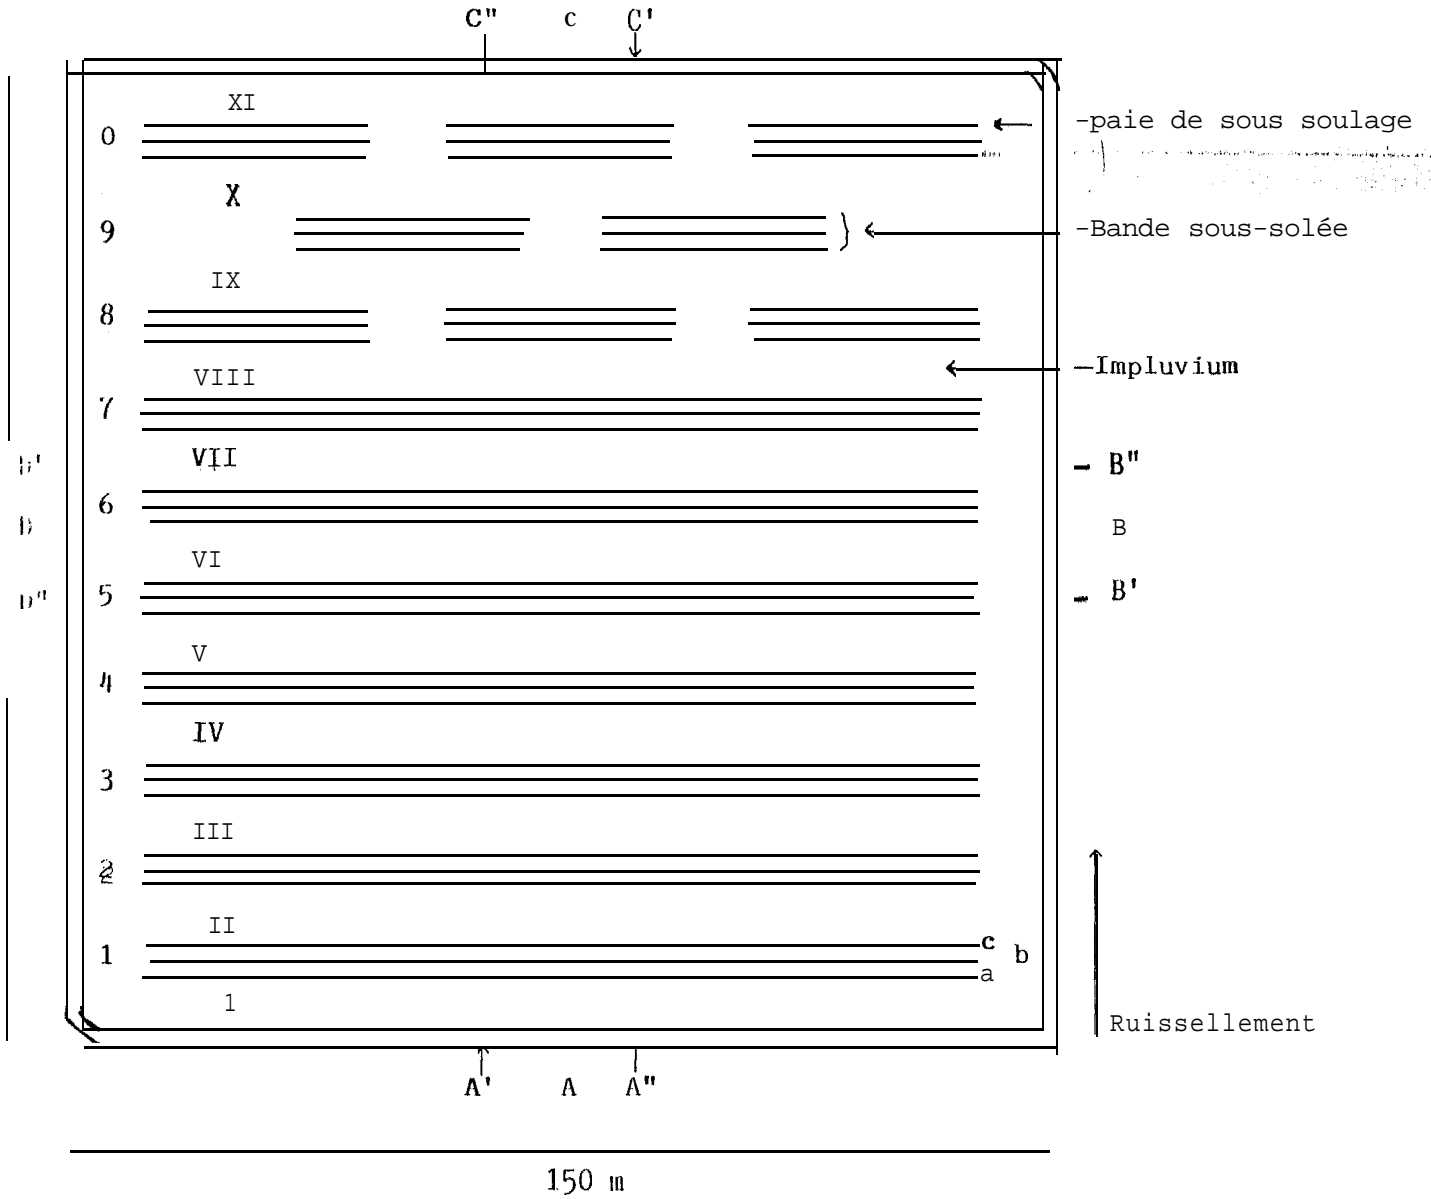 C" c C'
XI
0
-paie de sous soulage
X
9
-Bande sous-solée
IX
8
VIII
-Impluvium
7
VII
B"
6
B
VI
5
B'
V
4
IV
3
III
2
II
1
c b
a
1
Ruissellement
A' A A"
150 m